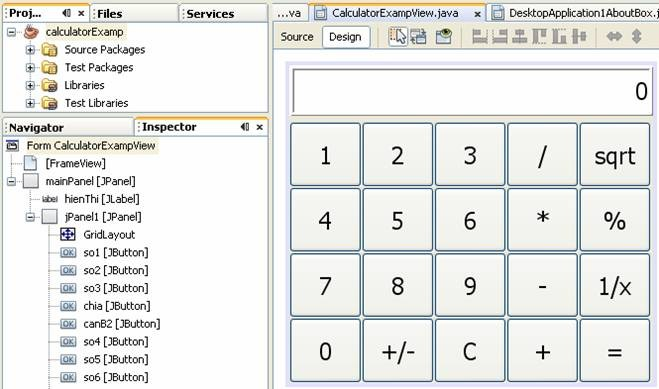 Proj...
Files
Services
calculatorExamp
Source Packages
Test Packages
Libraries
Test Libraries
Navigator
Inspector
Form CalculatorExampView
[FrameView]
mainPanel [JPanel]
label hienThi [JLabel]
jPanel1 [JPanel]
GridLayout
OK so1 [JButton]
OK so2 [JButton]
OK so3 [JButton]
OK chia [JButton]
OK canB2 [JButton]
OK so4 [JButton]
OK so5 [JButton]
OK so6 [JButton]
...va
CalculatorExampView.java
DesktopApplication1AboutBox.j
Source
Design
0
1 2 3 / sqrt
4 5 6 * %
7 8 9 - 1/x
0 +/- C + =